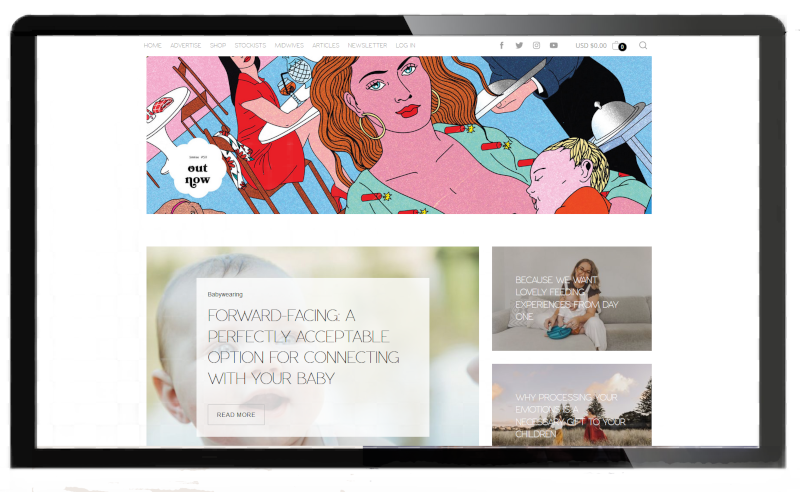 HOME ADVERTISE SHOP STOCKISTS MIDWIVES ARTICLES NEWSLETTER LOG IN USD $0.00 0
out
now
Babywearing
FORWARD-FACING: A
PERFECTLY ACCEPTABLE
OPTION FOR CONNECTING
WITH YOUR BABY
READ MORE
BECAUSE WE WANT
LOVELY FEEDING
EXPERIENCES FROM DAY
ONE
WHY PROCESSING YOUR
EMOTIONS IS A
NECESSARY GIFT TO YOUR
CHILDREN